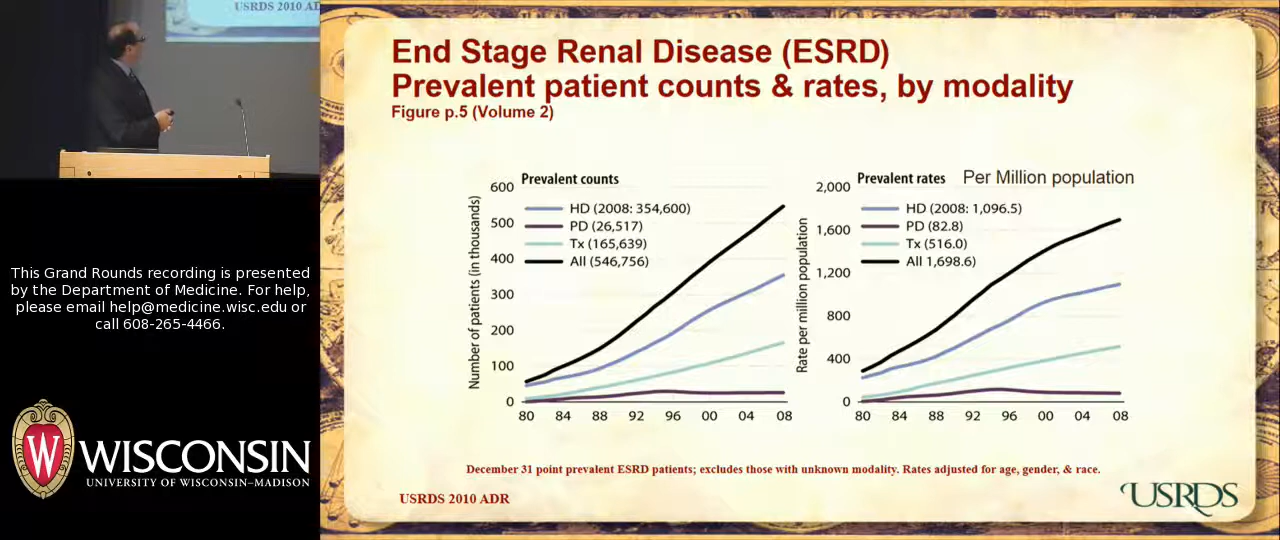 USRDS 2010 AD
This Grand Rounds recording is presented
by the Department of Medicine. For help,
please email help@medicine.wisc.edu or
call 608-265-4466.
W
WISCONSIN
UNIVERSITY OF WISCONSIN–MADISON
End Stage Renal Disease (ESRD)
Prevalent patient counts & rates, by modality
Figure p.5 (Volume 2)
Prevalent counts
Number of patients (in thousands)
600
500
400
300
200
100
0
HD (2008: 354,600)
PD (26,517)
Tx (165,639)
All (546,756)
80 84 88 92 96 00 04 08
Prevalent rates Per Million population
Rate per million population
2,000
1,600
1,200
800
400
0
HD (2008: 1,096.5)
PD (82.8)
Tx (516.0)
All 1,698.6)
80 84 88 92 96 00 04 08
December 31 point prevalent ESRD patients; excludes those with unknown modality. Rates adjusted for age, gender, & race.
USRDS 2010 ADR
USRDS